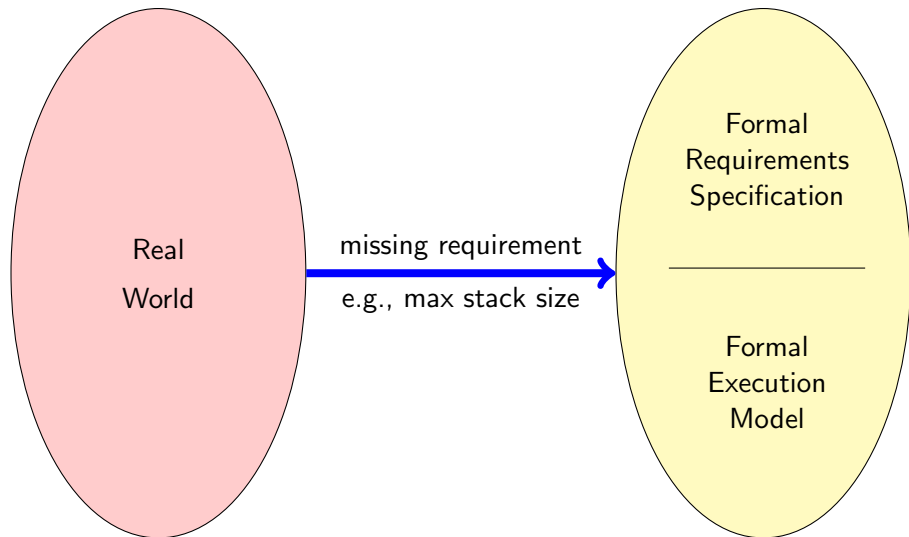 Real
World
missing requirement
e.g., max stack size
Formal
Requirements
Specification
Formal
Execution
Model